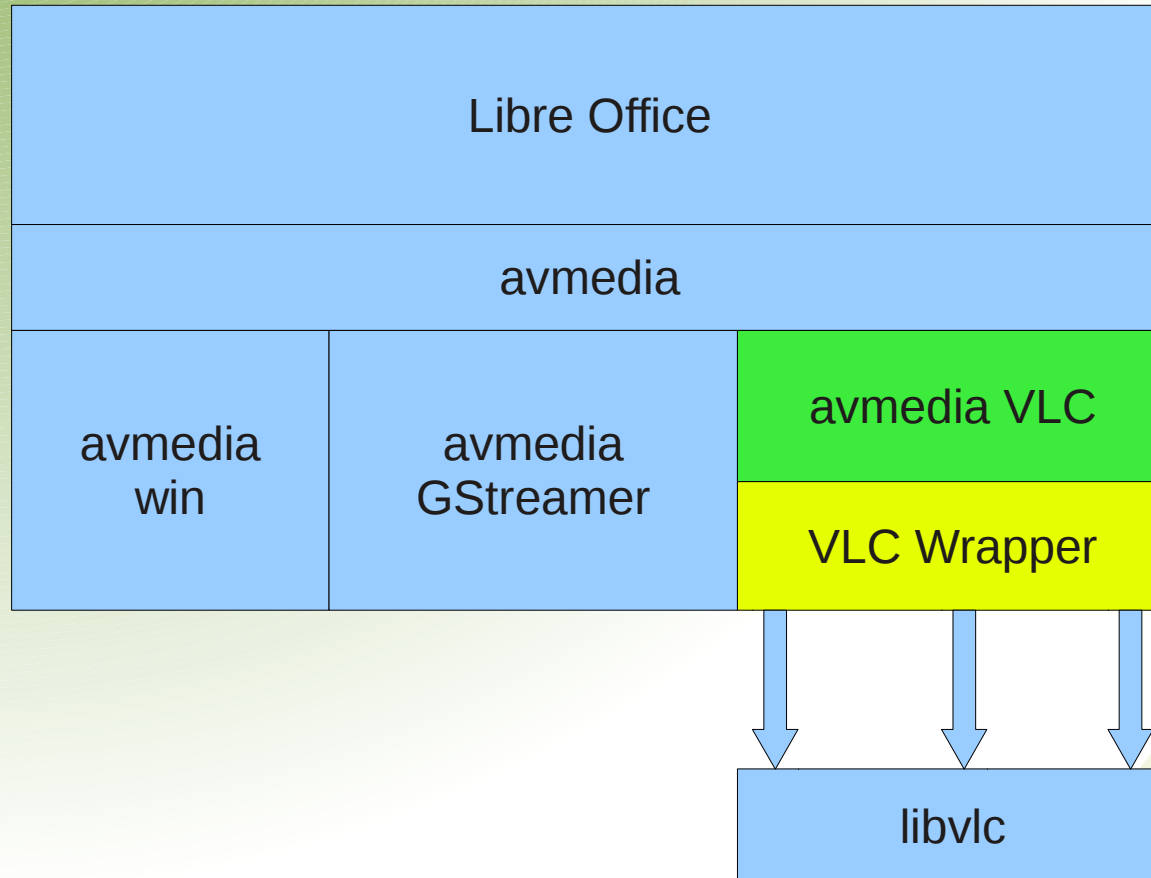 Libre Office
avmedia
avmedia
win
avmedia
GStreamer
avmedia VLC
VLC Wrapper
libvlc